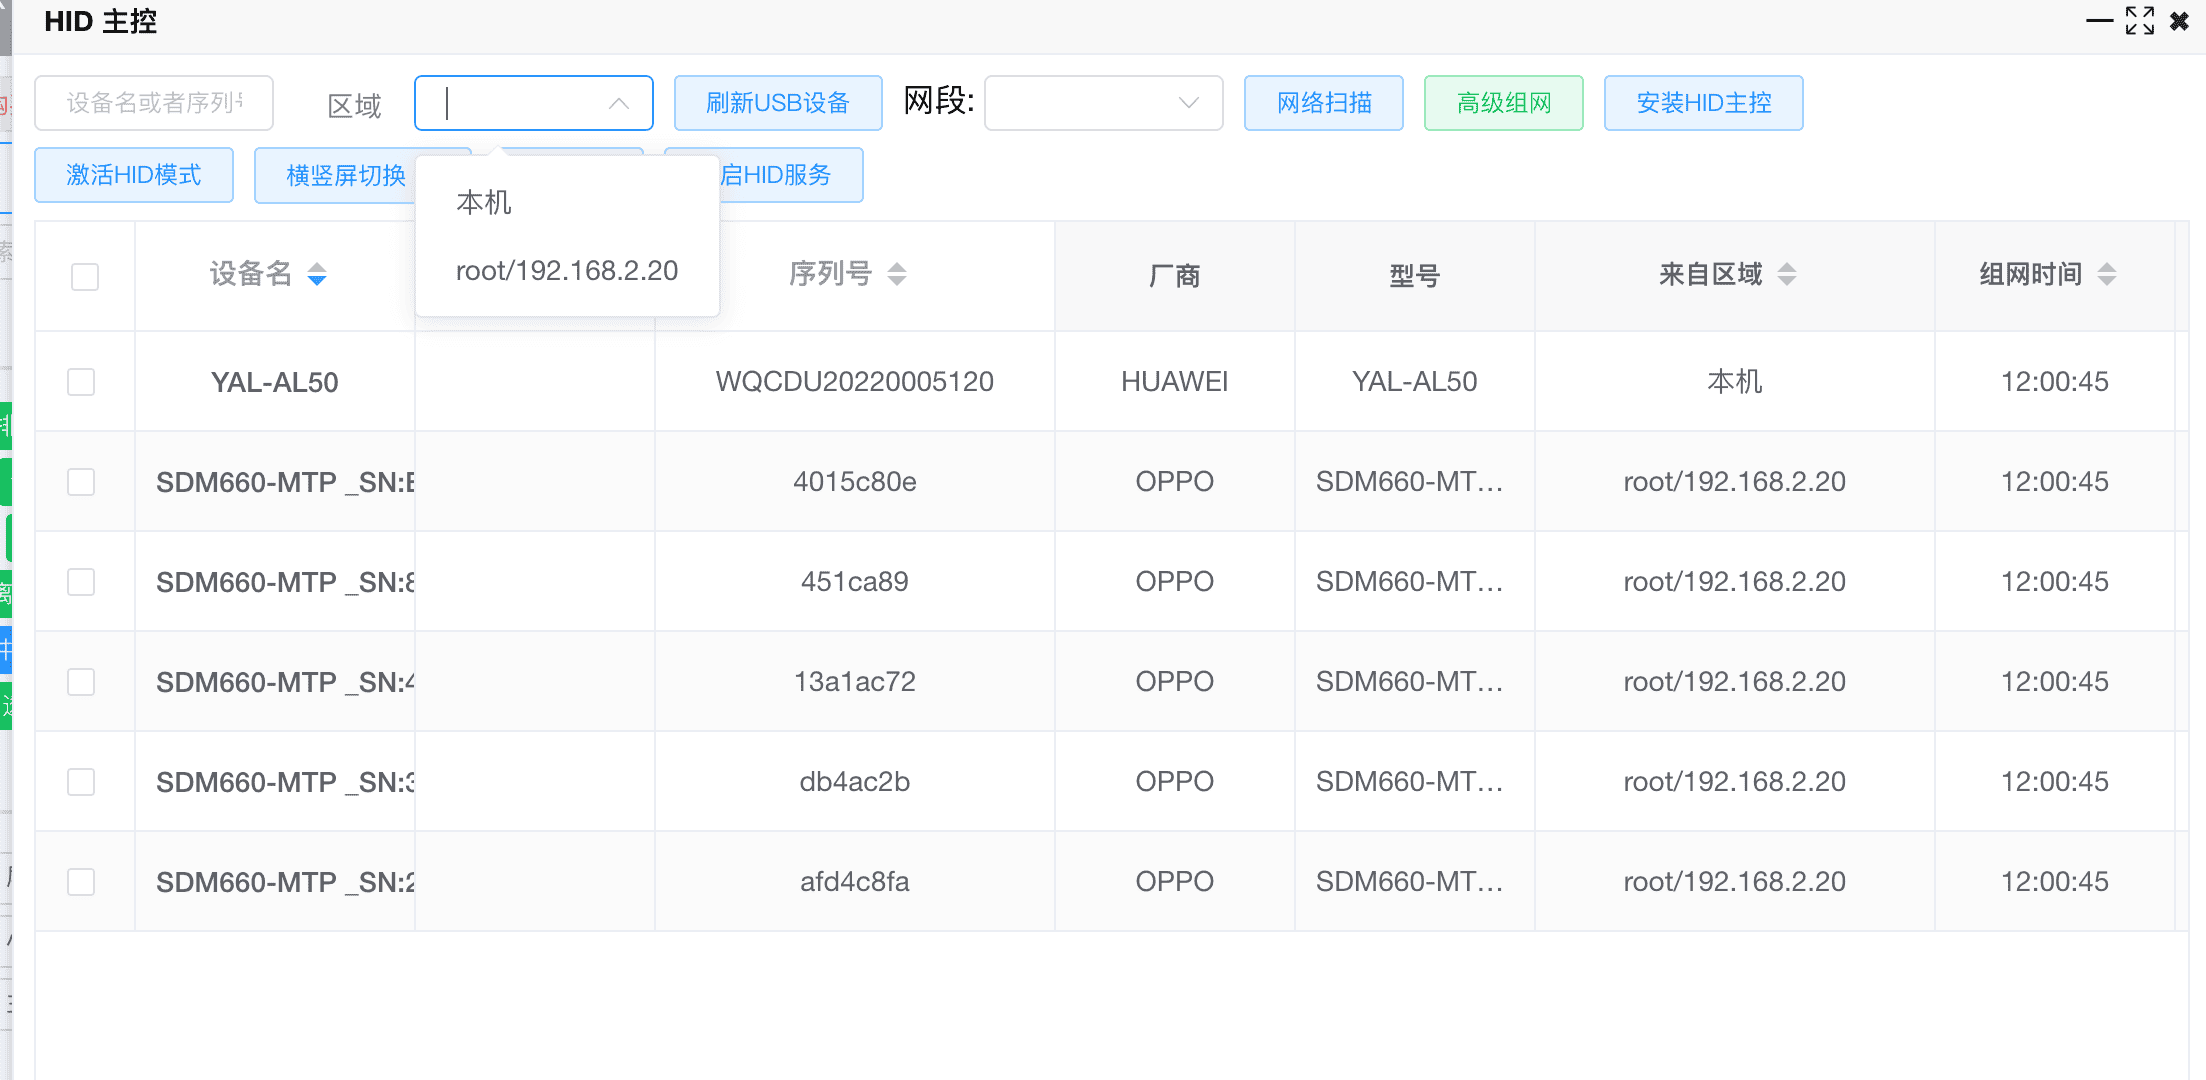 HID 主控
设备名或者序列号 区域 刷新USB设备 网段: 网络扫描 高级组网 安装HID主控
激活HID模式 横竖屏切换 启HID服务
本机
root/192.168.2.20
设备名 序列号 厂商 型号 来自区域 组网时间
YAL-AL50 WQCDU20220005120 HUAWEI YAL-AL50 本机 12:00:45
SDM660-MTP _SN:E 4015c80e OPPO SDM660-MT... root/192.168.2.20 12:00:45
SDM660-MTP _SN:8 451ca89 OPPO SDM660-MT... root/192.168.2.20 12:00:45
SDM660-MTP _SN:4 13a1ac72 OPPO SDM660-MT... root/192.168.2.20 12:00:45
SDM660-MTP _SN:3 db4ac2b OPPO SDM660-MT... root/192.168.2.20 12:00:45
SDM660-MTP _SN:2 afd4c8fa OPPO SDM660-MT... root/192.168.2.20 12:00:45